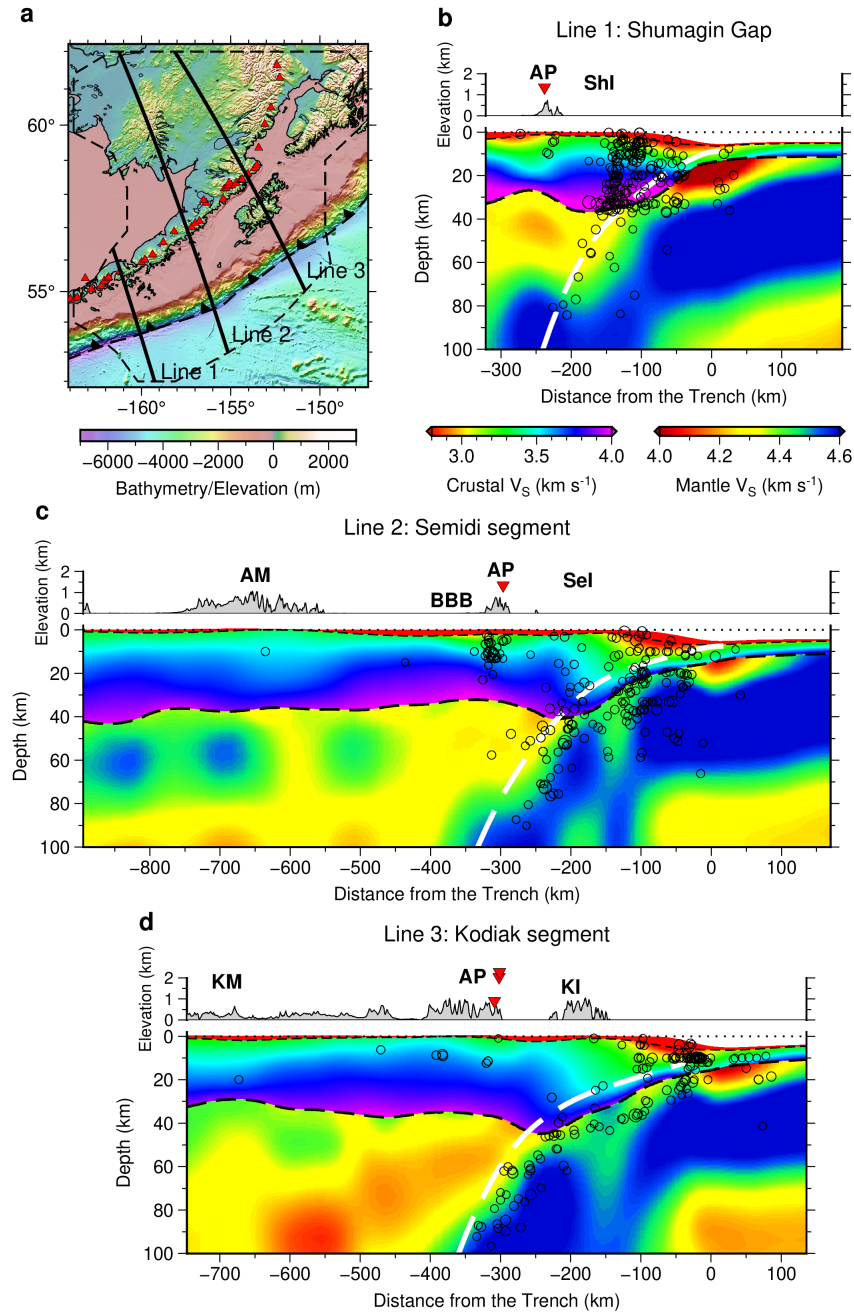 a
60°
55°
−160° −155° −150°
Line 1
Line 2
Line 3
−6000 −4000 −2000 0 2000
Bathymetry/Elevation (m)
b
Line 1: Shumagin Gap
Elevation (km)
2
1
0
AP
ShI
Depth (km)
0
20
40
60
80
100
−300 −200 −100 0 100
Distance from the Trench (km)
3.0 3.5 4.0
Crustal VS (km s−1)
4.0 4.2 4.4 4.6
Mantle VS (km s−1)
c
Line 2: Semidi segment
Elevation (km)
2
1
0
AM
BBB
AP
SeI
Depth (km)
0
20
40
60
80
100
−800 −700 −600 −500 −400 −300 −200 −100 0 100
Distance from the Trench (km)
d
Line 3: Kodiak segment
Elevation (km)
2
1
0
KM
AP
KI
Depth (km)
0
20
40
60
80
100
−700 −600 −500 −400 −300 −200 −100 0 100
Distance from the Trench (km)